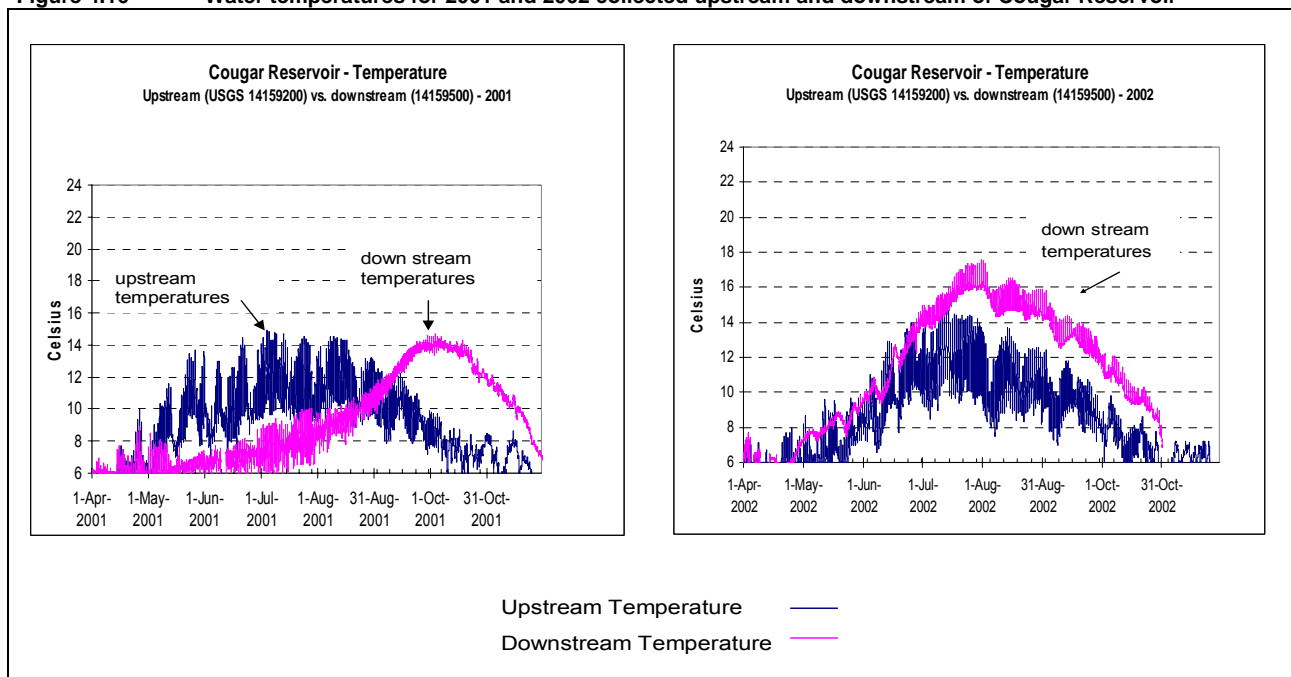 Figure 4.10 Water temperatures for 2001 and 2002 collected upstream and downstream of Cougar Reservoir
Cougar Reservoir - Temperature
Upstream (USGS 14159200) vs. downstream (14159500) - 2001
24
22
20
18
16
14
12
10
8
6
Celsius
upstream
temperatures
down stream
temperatures
1-Apr-
2001
1-May-
2001
1-Jun-
2001
1-Jul-
2001
1-Aug-
2001
31-Aug-
2001
1-Oct-
2001
31-Oct-
2001
Cougar Reservoir - Temperature
Upstream (USGS 14159200) vs. downstream (14159500) - 2002
24
22
20
18
16
14
12
10
8
6
Celsius
down stream
temperatures
1-Apr-
2002
1-May-
2002
1-Jun-
2002
1-Jul-
2002
1-Aug-
2002
31-Aug-
2002
1-Oct-
2002
31-Oct-
2002
Upstream Temperature
Downstream Temperature